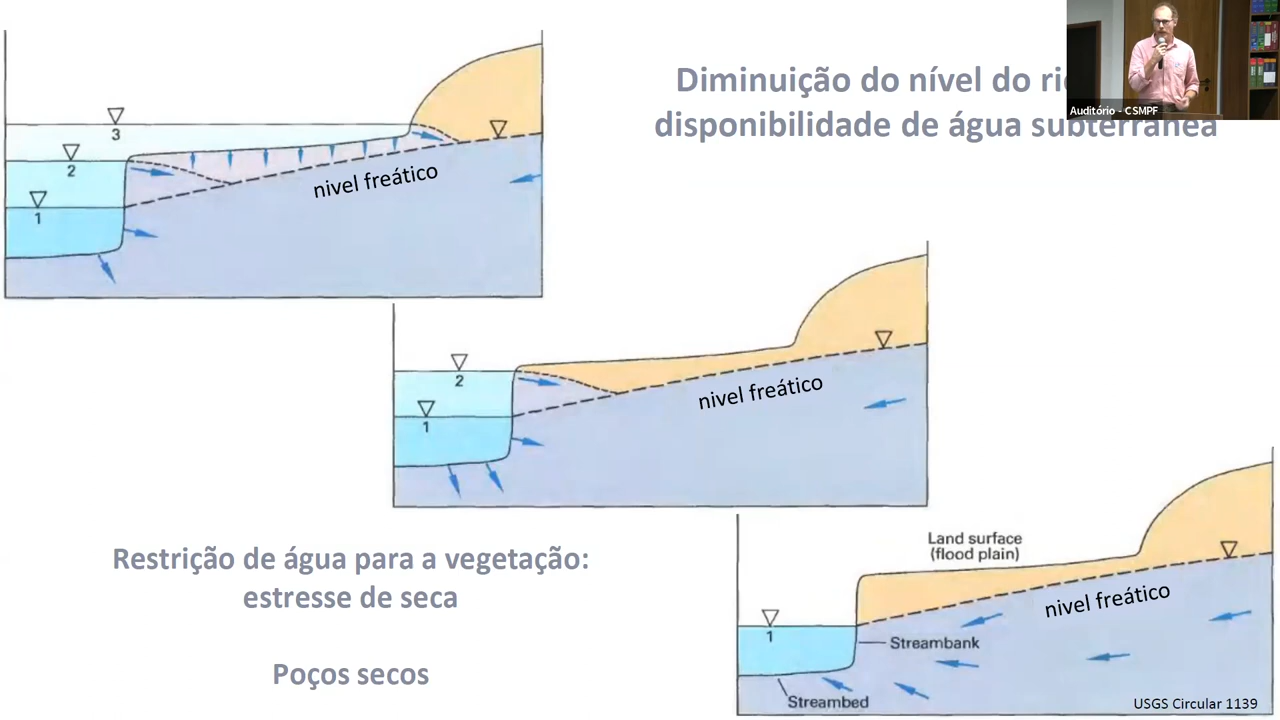 Diminuição do nível do rio
disponibilidade de água subterrânea
Auditório - CSMPF
3
2
1
nivel freático
2
1
nivel freático
Restrição de água para a vegetação:
estresse de seca
Poços secos
Land surface
(flood plain)
1
nivel freático
Streambank
Streambed
USGS Circular 1139